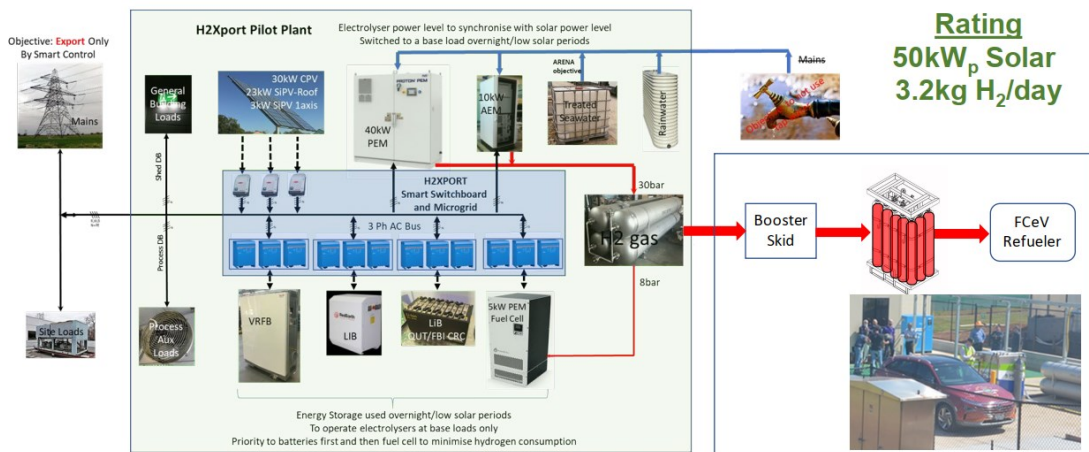 H2Xport Pilot Plant
Electrolyser power level to synchronise with solar power level
Switched to a base load overnight/low solar periods
Rating
50kWp Solar
3.2kg H2/day
Objective: Export Only
By Smart Control
Mains
General
Building
Loads
30kW CPV
23kW SiPV-Roof
3kW SiPV 1axis
40kW
PEM
10kW
AEM
ARENA
objective
Treated
Seawater
Rainwater
Mains
Shed DB
H2XPORT
Smart Switchboard
and Microgrid
3 Ph AC Bus
30bar
H2 gas
8bar
Booster
Skid
FCeV
Refueler
Process DB
Site Loads
Process
Aux
Loads
VRFB
LIB
LiB
QUT/FBI CRC
5kW PEM
Fuel Cell
Energy Storage used overnight/low solar periods
To operate electrolysers at base loads only
Priority to batteries first and then fuel cell to minimise hydrogen consumption